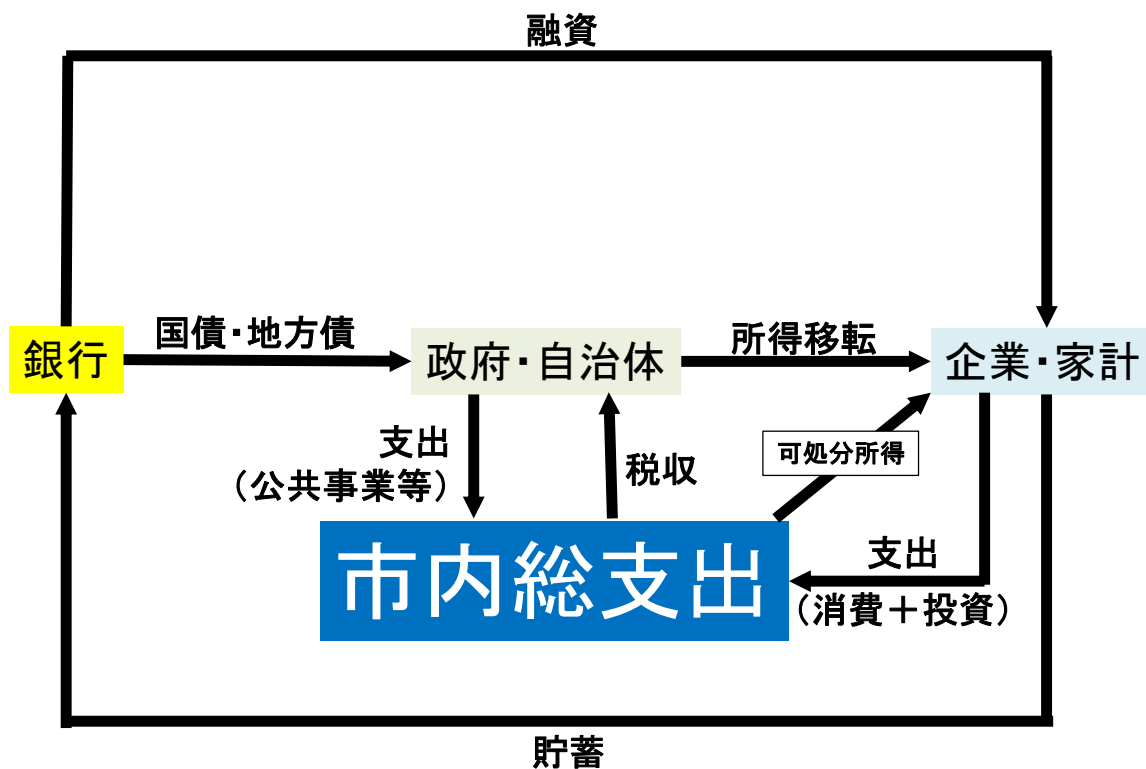 融資
国債・地方債
銀行
政府・自治体
所得移転
企業・家計
支出
（公共事業等）
税収
可処分所得
市内総支出
支出
（消費＋投資）
貯蓄